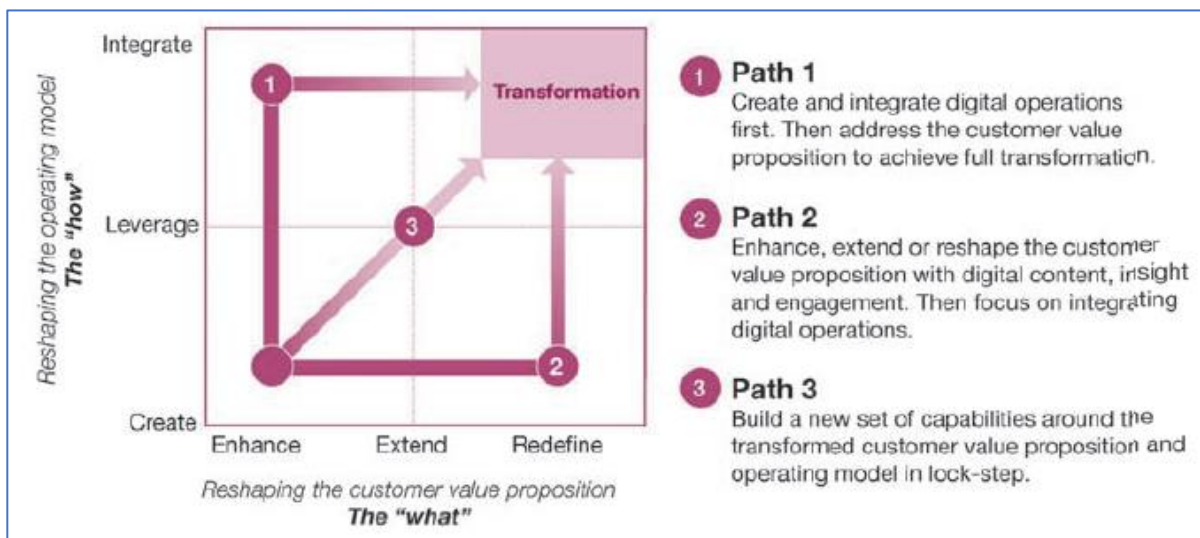 Integrate
Leverage
Create
Reshaping the operating model
The "how"
1
Transformation
3
2
Enhance Extend Redefine
Reshaping the customer value proposition
The "what"
1 Path 1
Create and integrate digital operations
first. Then address the customer value
proposition to achieve full transformation.
2 Path 2
Enhance, extend or reshape the customer
value proposition with digital content, insight
and engagement. Then focus on integrating
digital operations.
3 Path 3
Build a new set of capabilities around the
transformed customer value proposition and
operating model in lock-step.